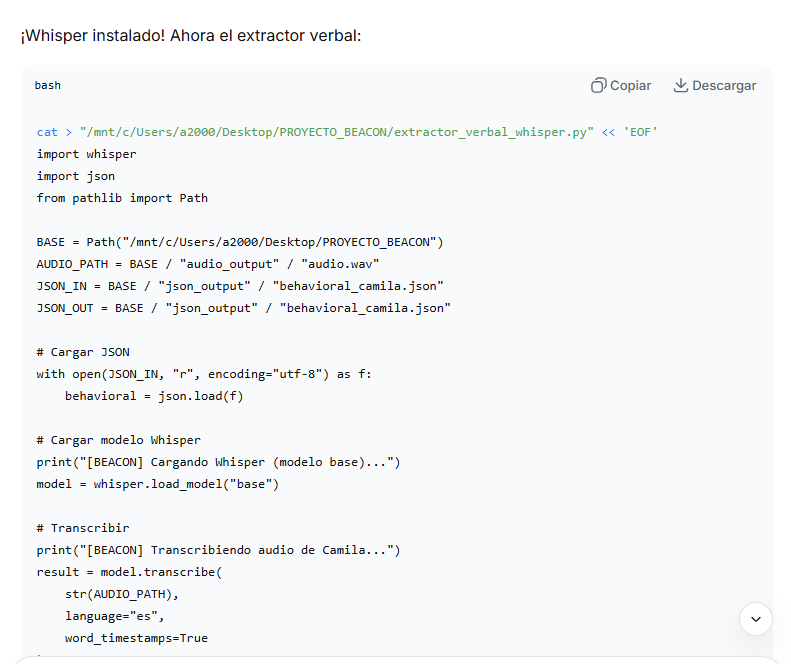 ¡Whisper instalado! Ahora el extractor verbal:
bash
Copiar
Descargar
cat > "/mnt/c/Users/a2000/Desktop/PROYECTO_BEACON/extractor_verbal_whisper.py" << 'EOF'
import whisper
import json
from pathlib import Path

BASE = Path("/mnt/c/Users/a2000/Desktop/PROYECTO_BEACON")
AUDIO_PATH = BASE / "audio_output" / "audio.wav"
JSON_IN = BASE / "json_output" / "behavioral_camila.json"
JSON_OUT = BASE / "json_output" / "behavioral_camila.json"

# Cargar JSON
with open(JSON_IN, "r", encoding="utf-8") as f:
    behavioral = json.load(f)

# Cargar modelo Whisper
print("[BEACON] Cargando Whisper (modelo base)...")
model = whisper.load_model("base")

# Transcribir
print("[BEACON] Transcribiendo audio de Camila...")
result = model.transcribe(
    str(AUDIO_PATH),
    language="es",
    word_timestamps=True